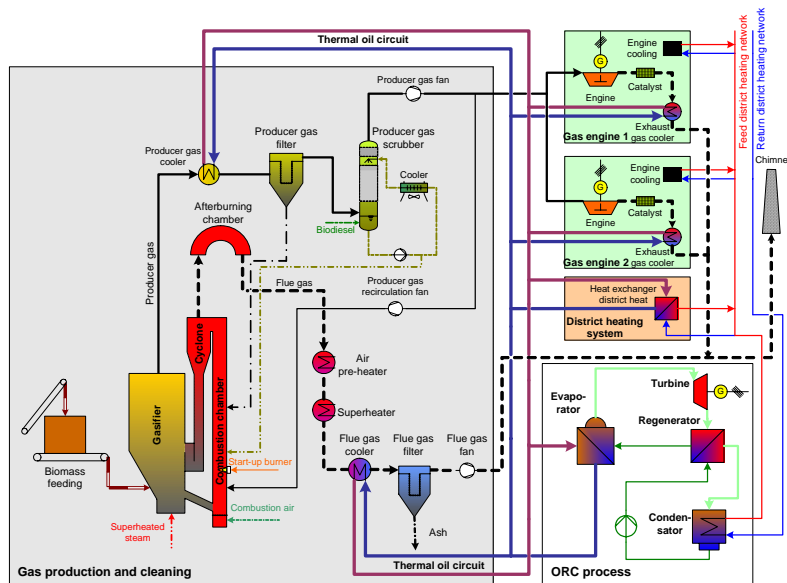 Thermal oil circuit
Producer gas fan
Producer gas
cooler
Producer gas
filter
Producer gas
scrubber
Cooler
Biodiesel
Afterburning
chamber
Producer gas
Flue gas
Producer gas
recirculation fan
Cyclone
Air
pre-heater
Superheater
Gasifier
Combustion chamber
Biomass
feeding
Start-up burner
Flue gas
cooler
Flue gas
filter
Flue gas
fan
Superheated
steam
Combustion air
Ash
Gas production and cleaning
Thermal oil circuit
G
Engine
cooling
Engine
Catalyst
Exhaust
Gas engine 1 gas cooler
G
Engine
cooling
Engine
Catalyst
Exhaust
Gas engine 2 gas cooler
Heat exchanger
district heat
District heating
system
Feed district heating network
Return district heating network
Chimne
Turbine
G
Evapo-
rator
Regenerator
Conden-
sator
ORC process